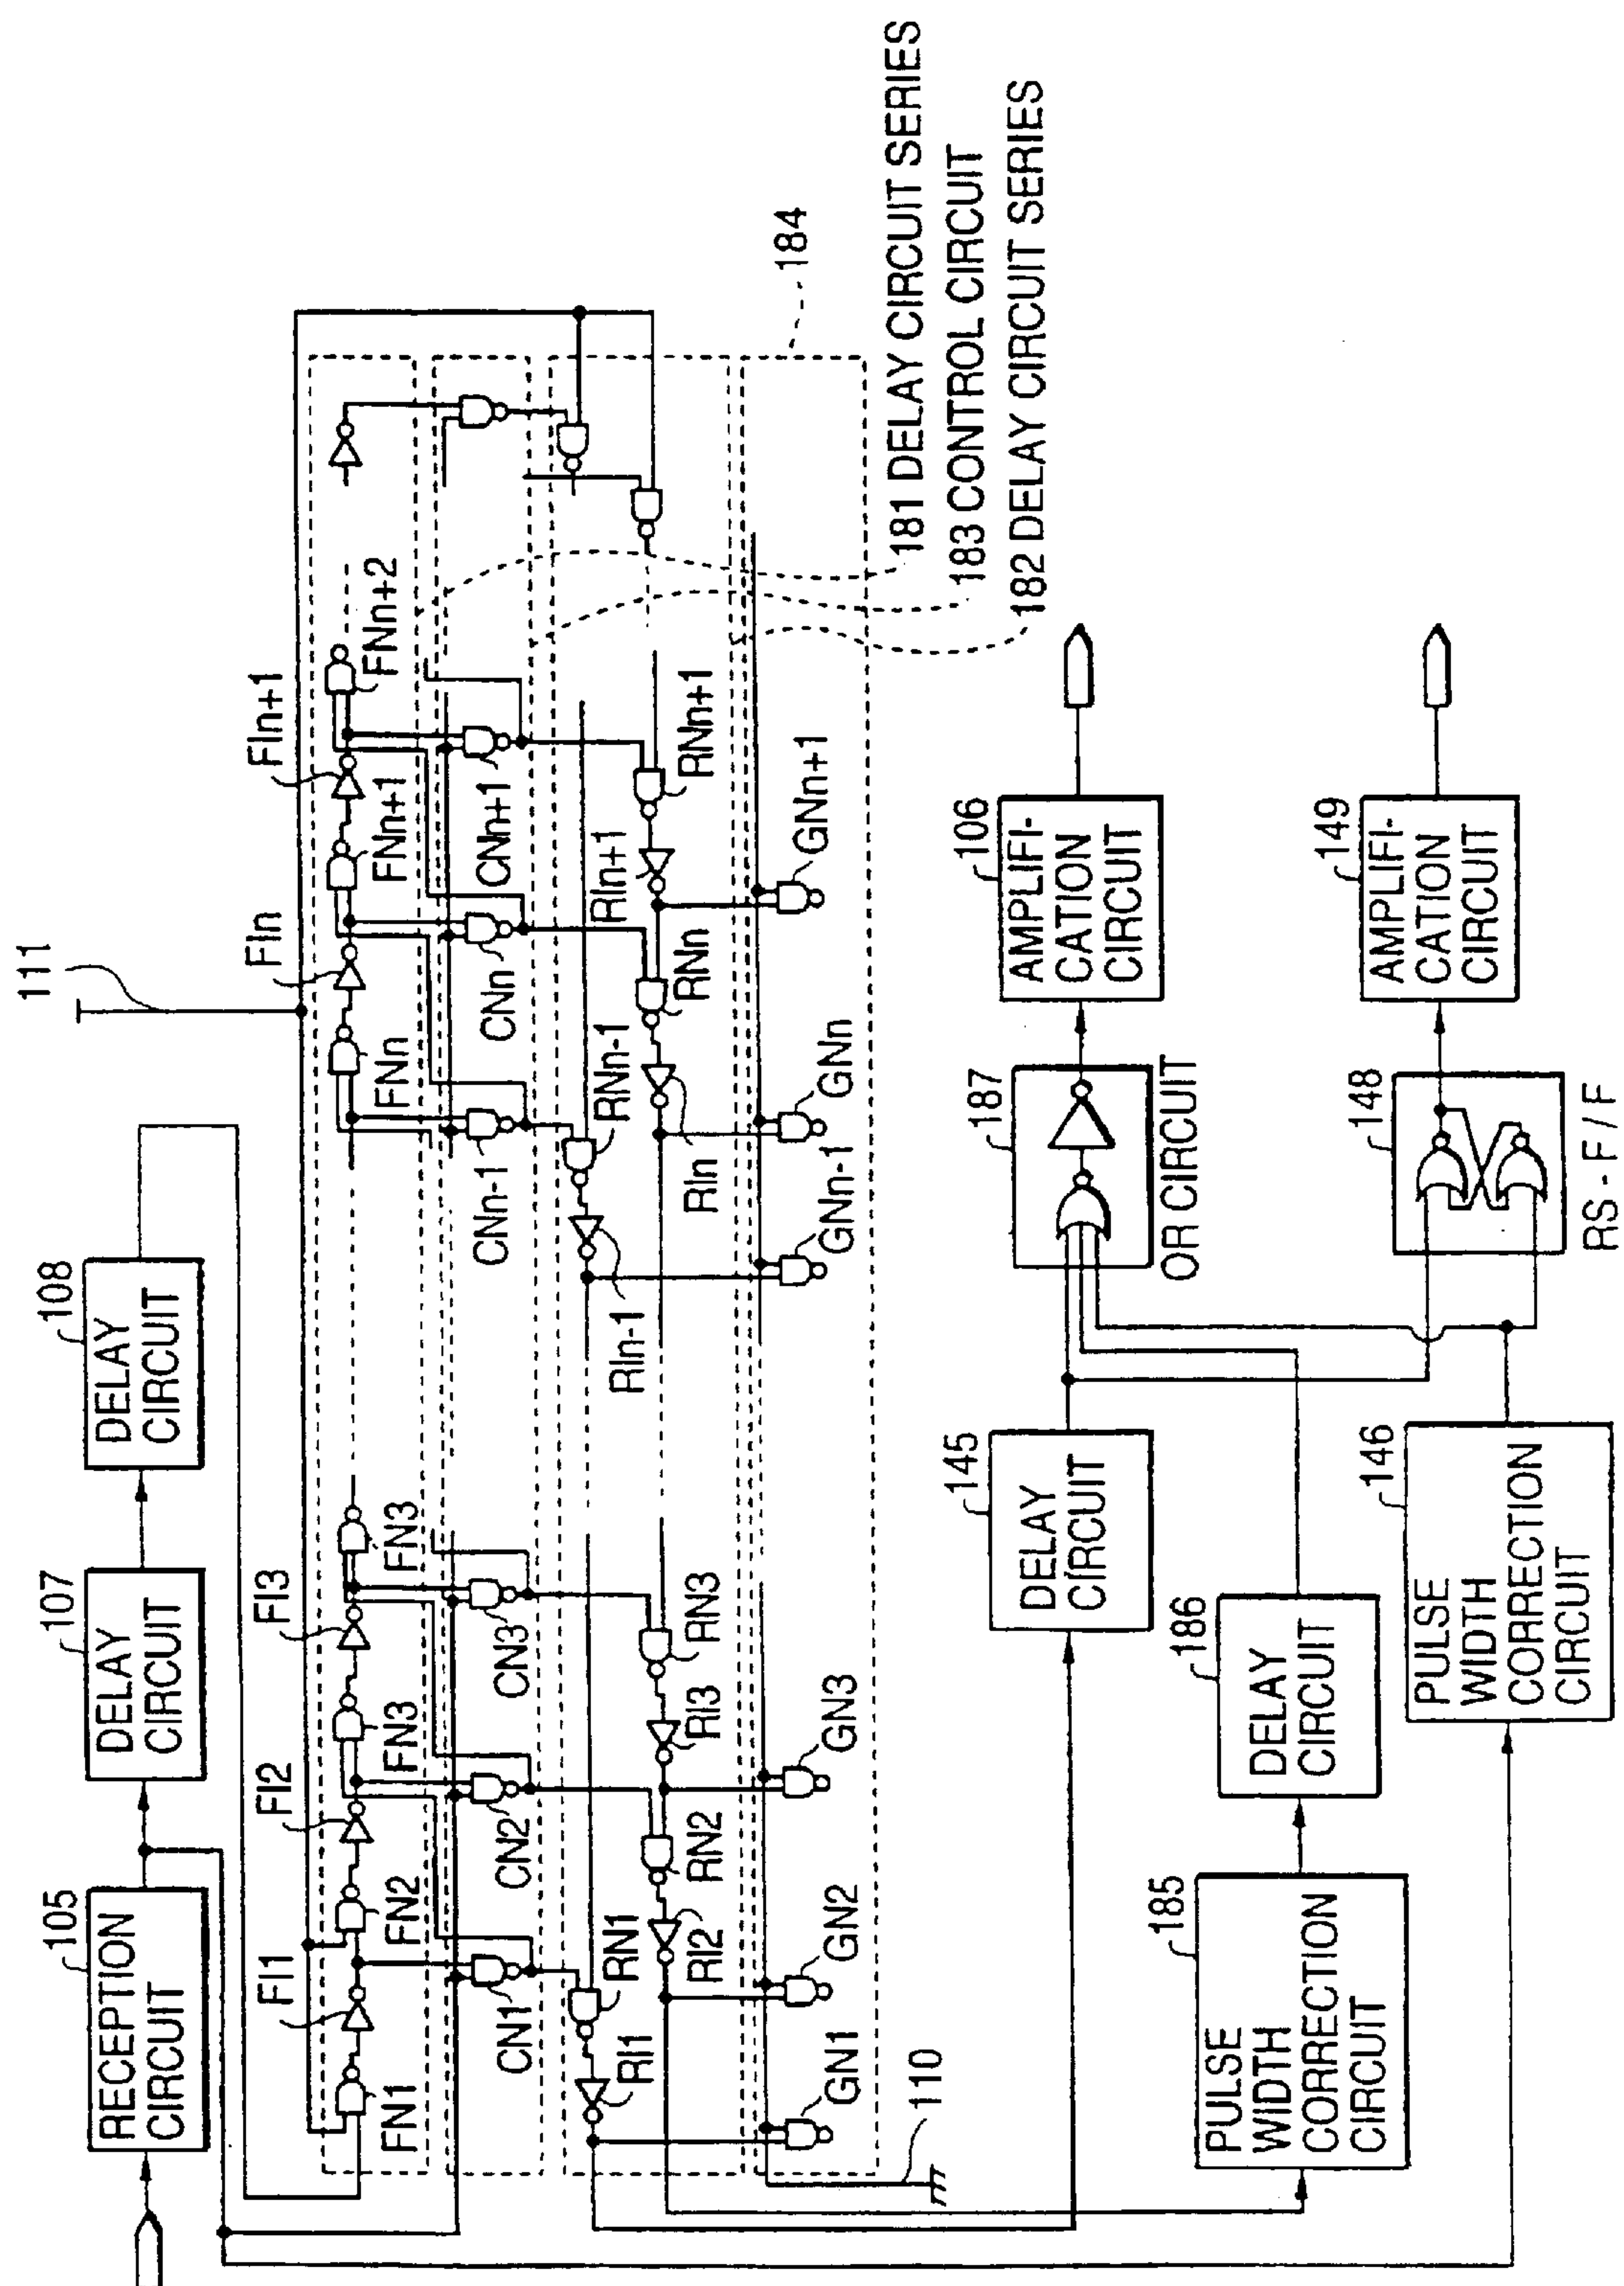 105
RECEPTION
CIRCUIT
107
DELAY
CIRCUIT
108
DELAY
CIRCUIT
111
FI1
FI2
FI3
FIn
FIn+1
FN1
FN2
FN3
FN3
FNn
FNn+1
FNn+2
CN1
CN2
CN3
CNn-1
CNn
CNn+1
RN1
RN2
RN3
RNn-1
RNn
RNn+1
RI1
RI2
RI3
RIn-1
RIn
RIn+1
GN1
GN2
GN3
GNn-1
GNn
GNn+1
110
184
181 DELAY CIRCUIT SERIES
183 CONTROL CIRCUIT
182 DELAY CIRCUIT SERIES
145
DELAY
CIRCUIT
187
OR CIRCUIT
106
AMPLIFI-
CATION
CIRCUIT
185
PULSE
WIDTH
CORRECTION
CIRCUIT
186
DELAY
CIRCUIT
146
PULSE
WIDTH
CORRECTION
CIRCUIT
148
RS - F / F
149
AMPLIFI-
CATION
CIRCUIT